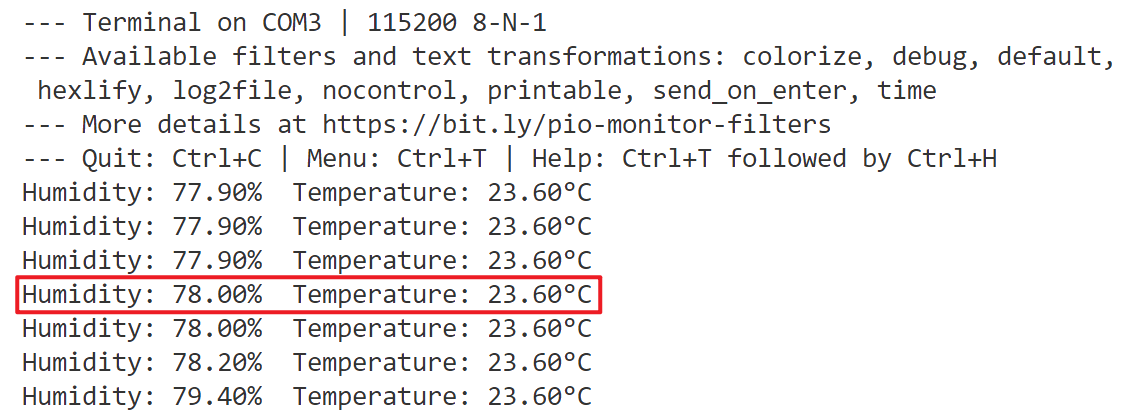 --- Terminal on COM3 | 115200 8-N-1
--- Available filters and text transformations: colorize, debug, default,
hexlify, log2file, nocontrol, printable, send_on_enter, time
--- More details at https://bit.ly/pio-monitor-filters
--- Quit: Ctrl+C | Menu: Ctrl+T | Help: Ctrl+T followed by Ctrl+H
Humidity: 77.90%  Temperature: 23.60°C
Humidity: 77.90%  Temperature: 23.60°C
Humidity: 77.90%  Temperature: 23.60°C
Humidity: 78.00%  Temperature: 23.60°C
Humidity: 78.00%  Temperature: 23.60°C
Humidity: 78.20%  Temperature: 23.60°C
Humidity: 79.40%  Temperature: 23.60°C